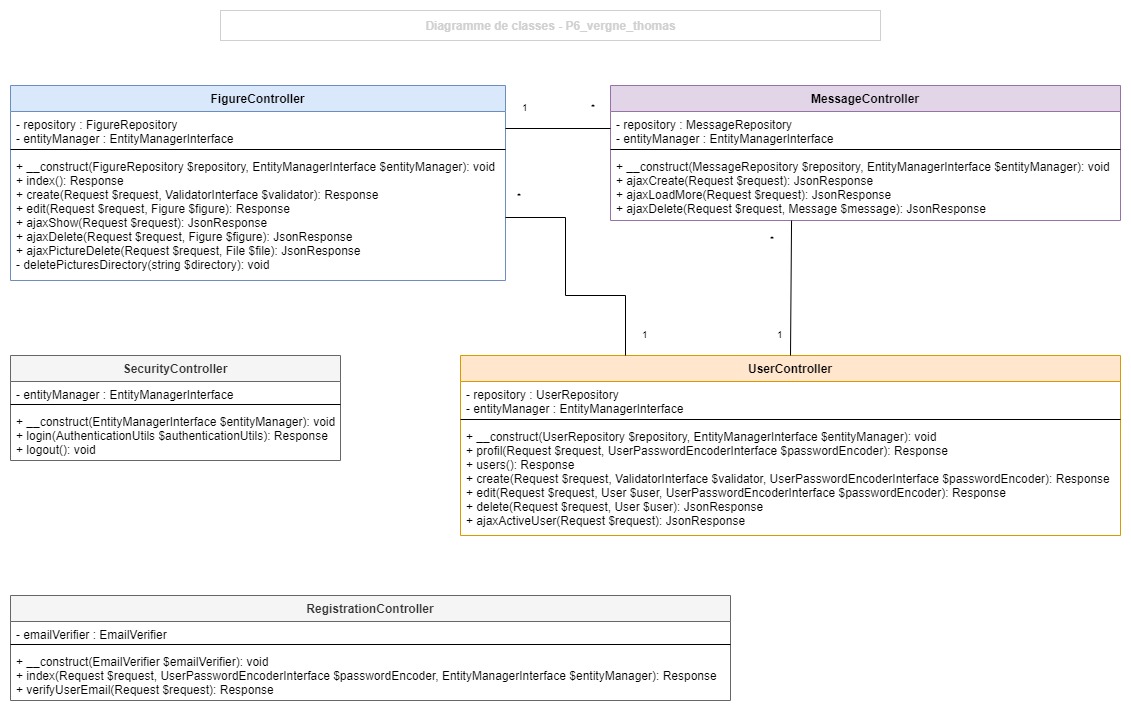 Diagramme de classes - P6_vergne_thomas
FigureController
- repository : FigureRepository
- entityManager : EntityManagerInterface
+ __construct(FigureRepository $repository, EntityManagerInterface $entityManager): void
+ index(): Response
+ create(Request $request, ValidatorInterface $validator): Response
+ edit(Request $request, Figure $figure): Response
+ ajaxShow(Request $request): JsonResponse
+ ajaxDelete(Request $request, Figure $figure): JsonResponse
+ ajaxPictureDelete(Request $request, File $file): JsonResponse
- deletePicturesDirectory(string $directory): void
1
*
MessageController
- repository : MessageRepository
- entityManager : EntityManagerInterface
+ __construct(MessageRepository $repository, EntityManagerInterface $entityManager): void
+ ajaxCreate(Request $request): JsonResponse
+ ajaxLoadMore(Request $request): JsonResponse
+ ajaxDelete(Request $request, Message $message): JsonResponse
*
*
1
1
SecurityController
- entityManager : EntityManagerInterface
+ __construct(EntityManagerInterface $entityManager): void
+ login(AuthenticationUtils $authenticationUtils): Response
+ logout(): void
UserController
- repository : UserRepository
- entityManager : EntityManagerInterface
+ __construct(UserRepository $repository, EntityManagerInterface $entityManager): void
+ profil(Request $request, UserPasswordEncoderInterface $passwordEncoder): Response
+ users(): Response
+ create(Request $request, ValidatorInterface $validator, UserPasswordEncoderInterface $passwordEncoder): Response
+ edit(Request $request, User $user, UserPasswordEncoderInterface $passwordEncoder): Response
+ delete(Request $request, User $user): JsonResponse
+ ajaxActiveUser(Request $request): JsonResponse
RegistrationController
- emailVerifier : EmailVerifier
+ __construct(EmailVerifier $emailVerifier): void
+ index(Request $request, UserPasswordEncoderInterface $passwordEncoder, EntityManagerInterface $entityManager): Response
+ verifyUserEmail(Request $request): Response